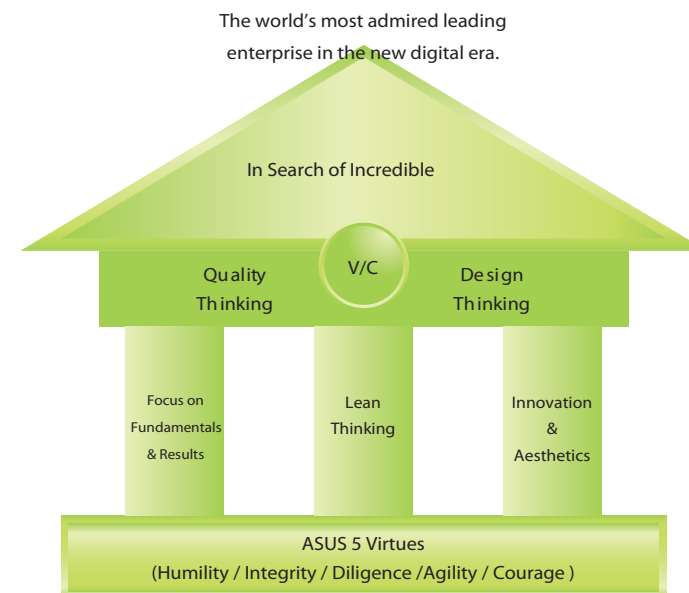 The world's most admired leading
enterprise in the new digital era.
In Search of Incredible
Quality
Thinking
V/C
Design
Thinking
Focus on
Fundamentals
& Results
Lean
Thinking
Innovation
&
Aesthetics
ASUS 5 Virtues
(Humility / Integrity / Diligence /Agility / Courage )